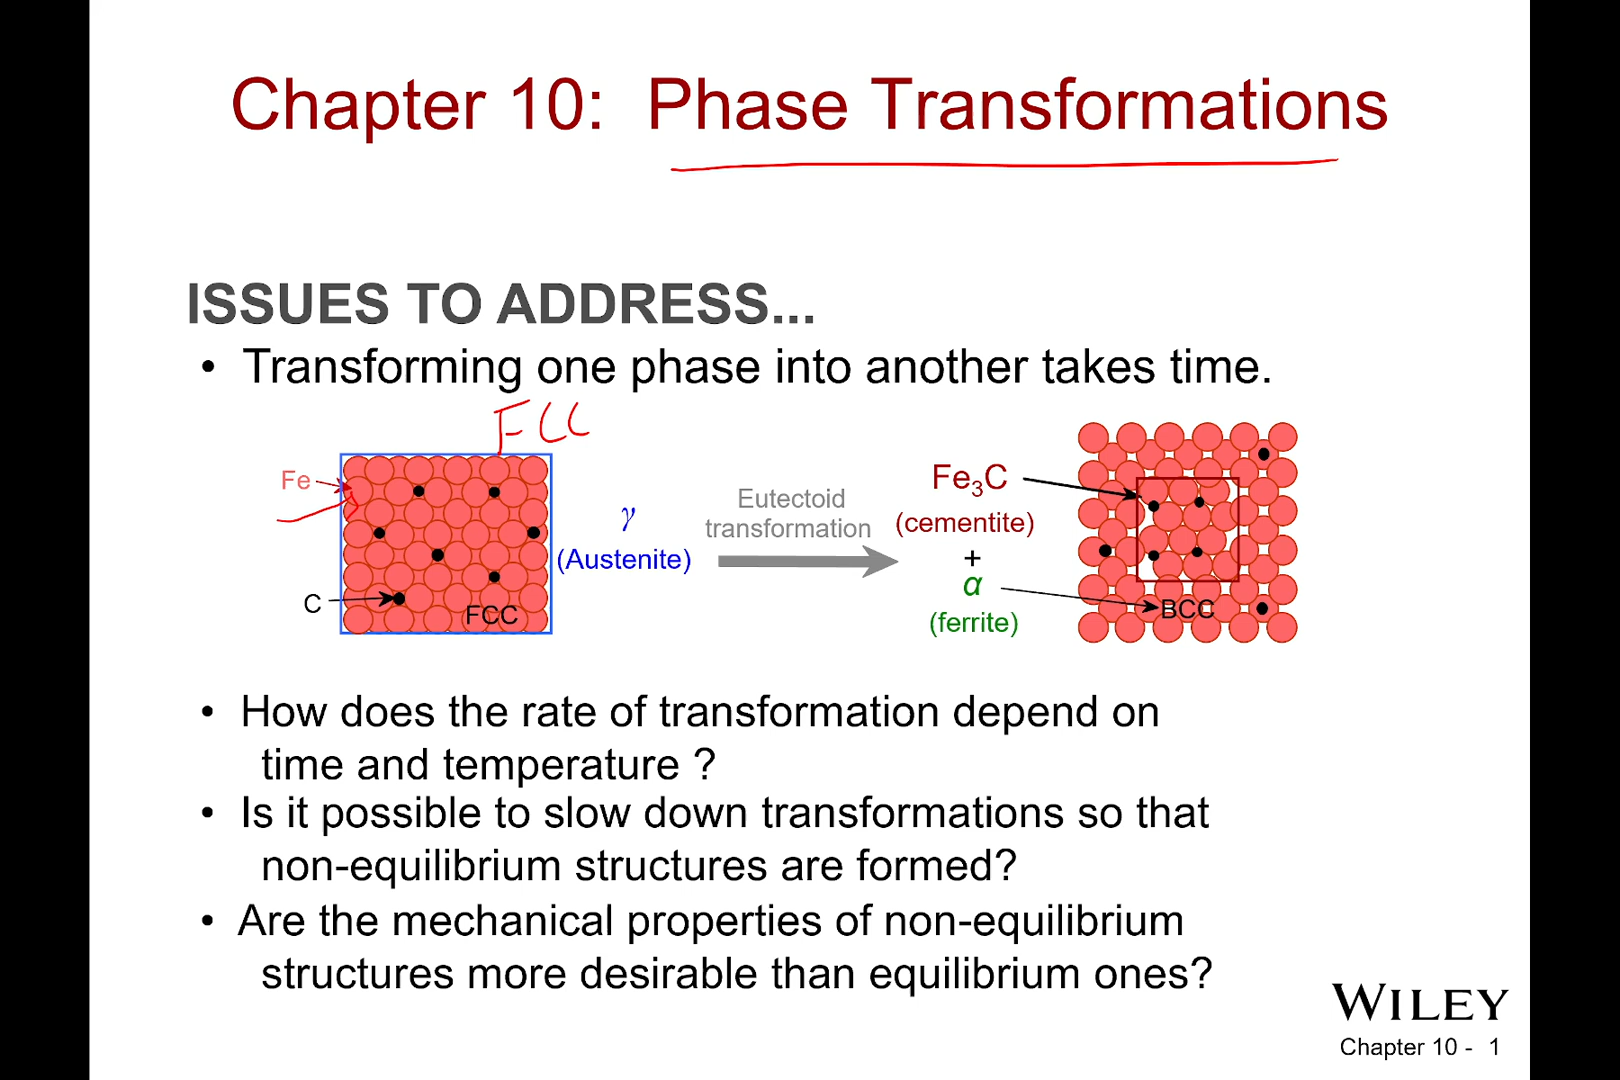 Chapter 10: Phase Transformations
ISSUES TO ADDRESS...
• Transforming one phase into another takes time.
FCC
Fe
C
FCC
γ
(Austenite)
Eutectoid
transformation
Fe₃C
(cementite)
+
α
(ferrite)
BCC
• How does the rate of transformation depend on
time and temperature ?
• Is it possible to slow down transformations so that
non-equilibrium structures are formed?
• Are the mechanical properties of non-equilibrium
structures more desirable than equilibrium ones?
WILEY
Chapter 10 - 1